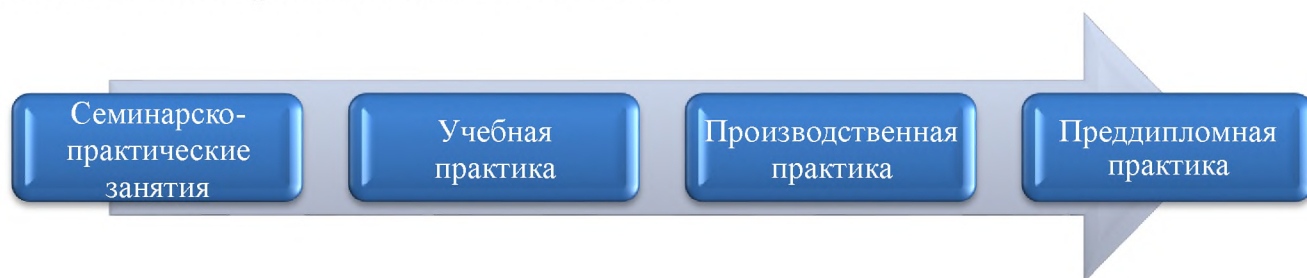 Семинарско-
практические
занятия
Учебная
практика
Производственная
практика
Преддипломная
практика